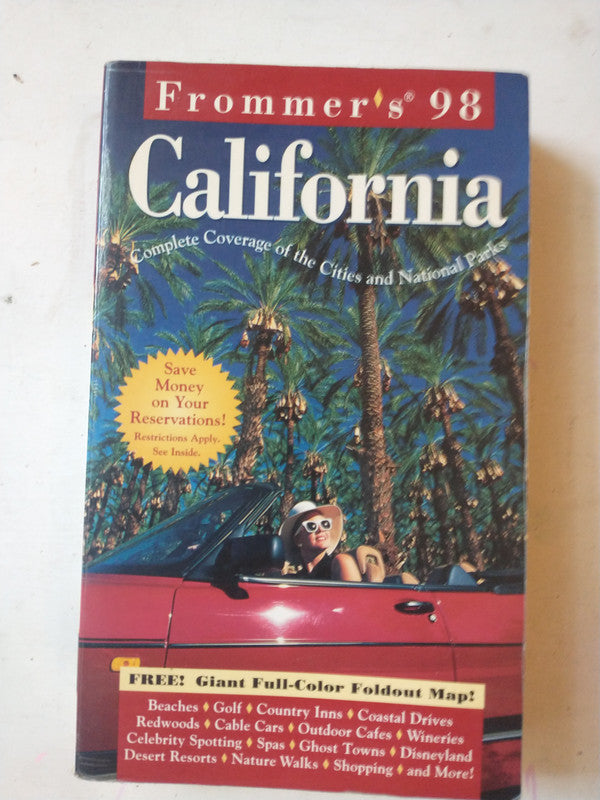 Frommer's® 98
California
Complete Coverage of the Cities and National Parks
Save
Money
on Your
Reservations!
Restrictions Apply.
See Inside.
FREE! Giant Full-Color Foldout Map!
Beaches ♦ Golf ♦ Country Inns ♦ Coastal Drives
Redwoods ♦ Cable Cars ♦ Outdoor Cafes ♦ Wineries
Celebrity Spotting ♦ Spas ♦ Ghost Towns ♦ Disneyland
Desert Resorts ♦ Nature Walks ♦ Shopping ♦ and More!